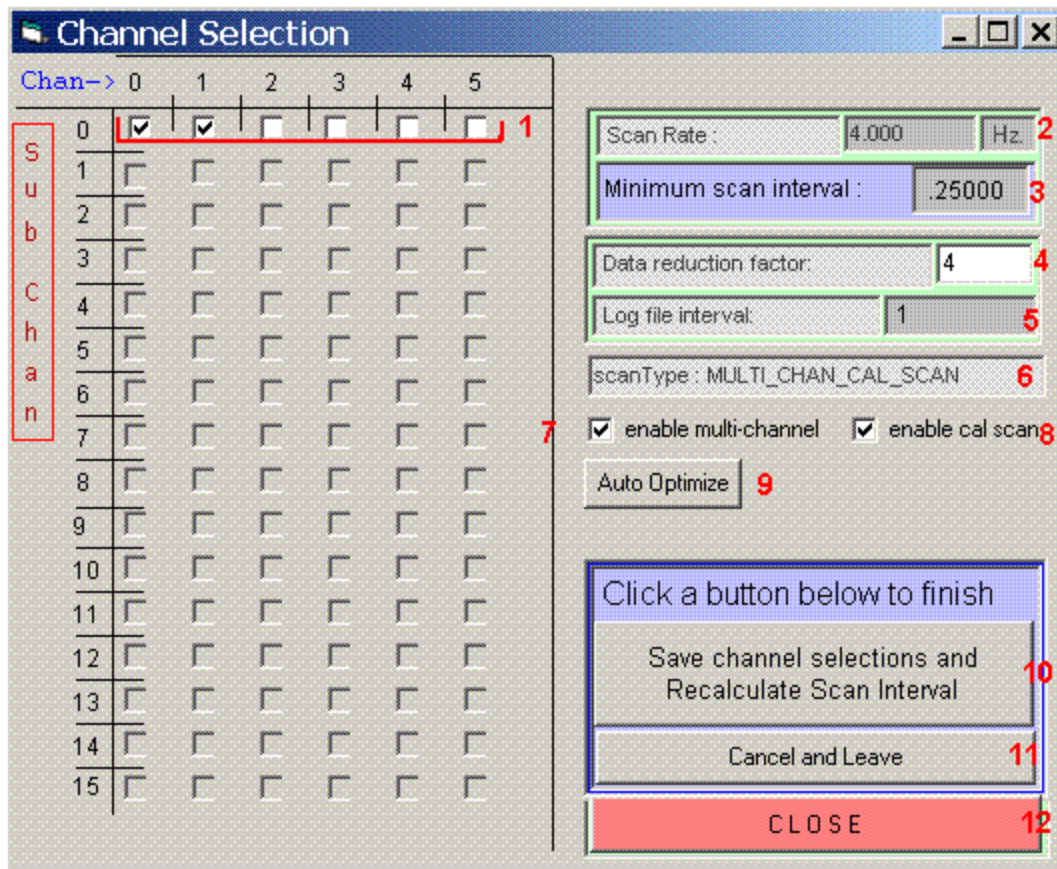 Channel Selection
Chan-> 0 1 2 3 4 5
Sub Chan
0 1
1
2
3
4
5
6
7
8
9
10
11
12
13
14
15
Scan Rate : 4.000 Hz. 2
Minimum scan interval : .25000 3
Data reduction factor: 4 4
Log file interval: 1 5
scanType : MULTI_CHAN_CAL_SCAN 6
7 enable multi-channel enable cal scan 8
Auto Optimize 9
Click a button below to finish
Save channel selections and
Recalculate Scan Interval 10
Cancel and Leave 11
CLOSE 12